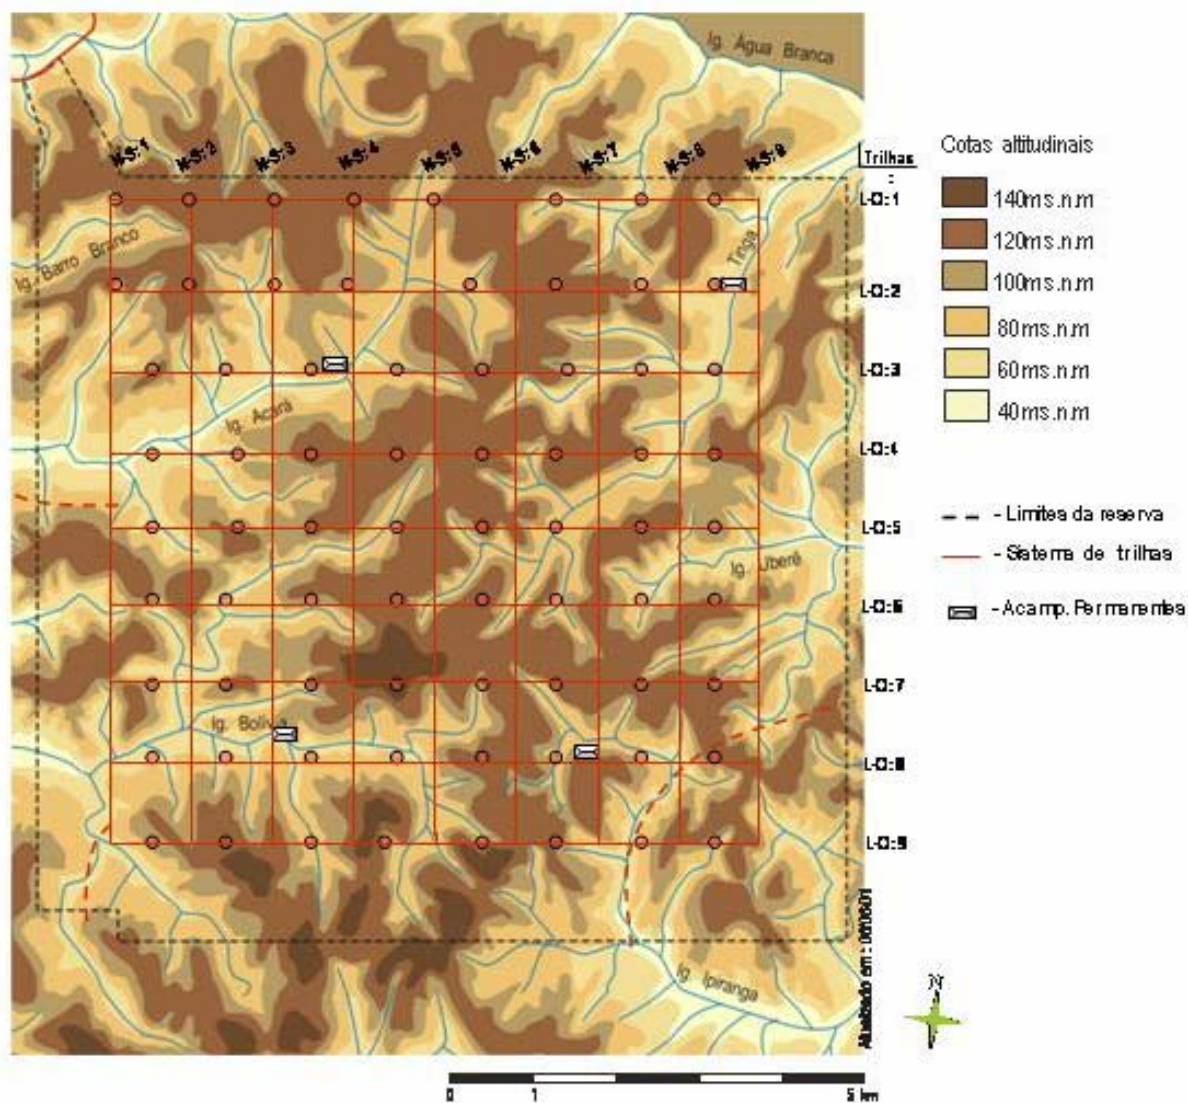 Ig. Água Branca
N-S:1 N-S:2 N-S:3 N-S:4 N-S:5 N-S:6 N-S:7 N-S:8 N-S:9
Trilhas
:
L-O:1
L-O:2
L-O:3
L-O:4
L-O:5
L-O:6
L-O:7
L-O:8
L-O:9
Ig. Barro Branco
Tinga
Ig. Acará
Ig. Uberê
Ig. Bolívia
Ig. Ipiranga
Cotas altitudinais
140ms.n.m
120ms.n.m
100ms.n.m
80ms.n.m
60ms.n.m
40ms.n.m
- Limites da reserva
- Sistema de trilhas
- Acamp. Permanentes
Atualizado em :
N
0 1 5 km